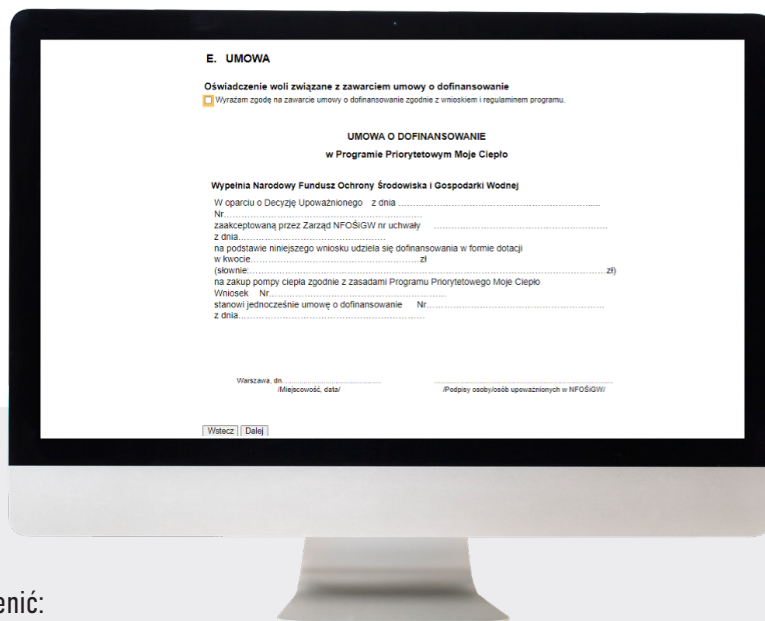 E. UMOWA
Oświadczenie woli związane z zawarciem umowy o dofinansowanie
Wyrażam zgodę na zawarcie umowy o dofinansowanie zgodnie z wnioskiem i regulaminem programu.
UMOWA O DOFINANSOWANIE
w Programie Priorytetowym Moje Ciepło
Wypełnia Narodowy Fundusz Ochrony Środowiska i Gospodarki Wodnej
W oparciu o Decyzję Upoważnionego z dnia ........................................................
Nr........................................................
zaakceptowaną przez Zarząd NFOŚiGW nr uchwały ................................................
z dnia..........................................
na podstawie niniejszego wniosku udziela się dofinansowania w formie dotacji
w kwocie................................................zł
(słownie:....................................................................................................zł)
na zakup pompy ciepła zgodnie z zasadami Programu Priorytetowego Moje Ciepło
Wniosek Nr..................................................
stanowi jednocześnie umowę o dofinansowanie Nr..................................................
z dnia....................................................
Warszawa, dn............................ ..................................................
/Miejscowość, data/ /Podpisy osoby/osób upoważnionych w NFOŚiGW/
Wstecz Dalej
enić: